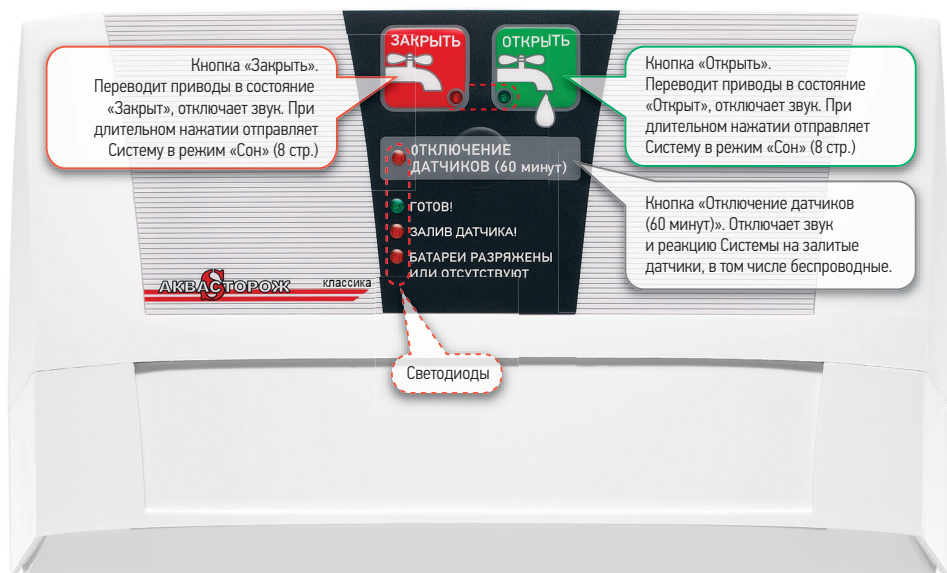 ЗАКРЫТЬ
ОТКРЫТЬ
Кнопка «Закрыть».
Переводит приводы в состояние
«Закрыт», отключает звук. При
длительном нажатии отправляет
Систему в режим «Сон» (8 стр.)
Кнопка «Открыть».
Переводит приводы в состояние
«Открыт», отключает звук. При
длительном нажатии отправляет
Систему в режим «Сон» (8 стр.)
ОТКЛЮЧЕНИЕ
ДАТЧИКОВ (60 минут)
ГОТОВ!
ЗАЛИВ ДАТЧИКА!
БАТАРЕИ РАЗРЯЖЕНЫ
ИЛИ ОТСУТСТВУЮТ
Кнопка «Отключение датчиков
(60 минут)». Отключает звук
и реакцию Системы на залитые
датчики, в том числе беспроводные.
АКВАСТОРОЖ классика
Светодиоды